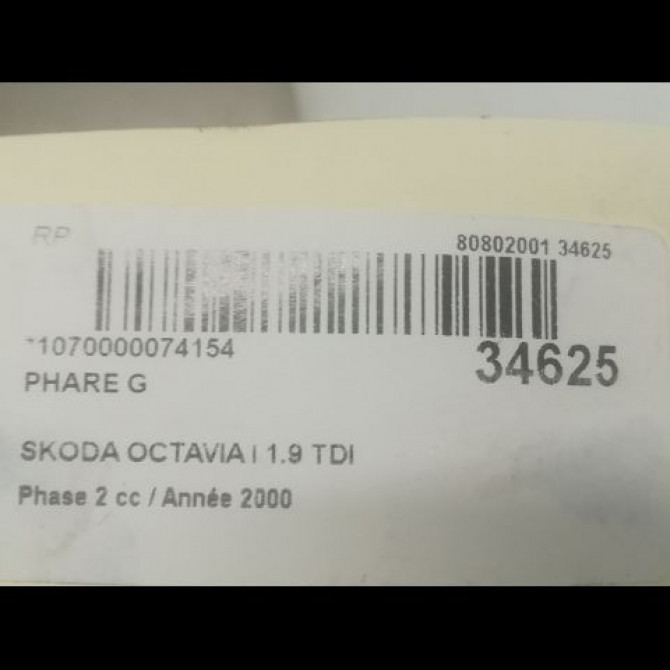 RP
80802001 34625
*1070000074154
34625
PHARE G
SKODA OCTAVIA I 1.9 TDI
Phase 2 cc / Année 2000